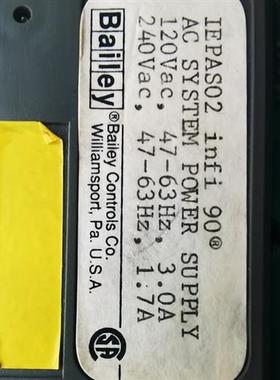 IEPAS02 infi 90®
AC SYSTEM POWER SUPPLY
120Vac, 47-63Hz, 3.0A
240Vac, 47-63Hz, 1.7A
Bailey
®Bailey Controls Co.
Williamsport, Pa. U.S.A.
SA